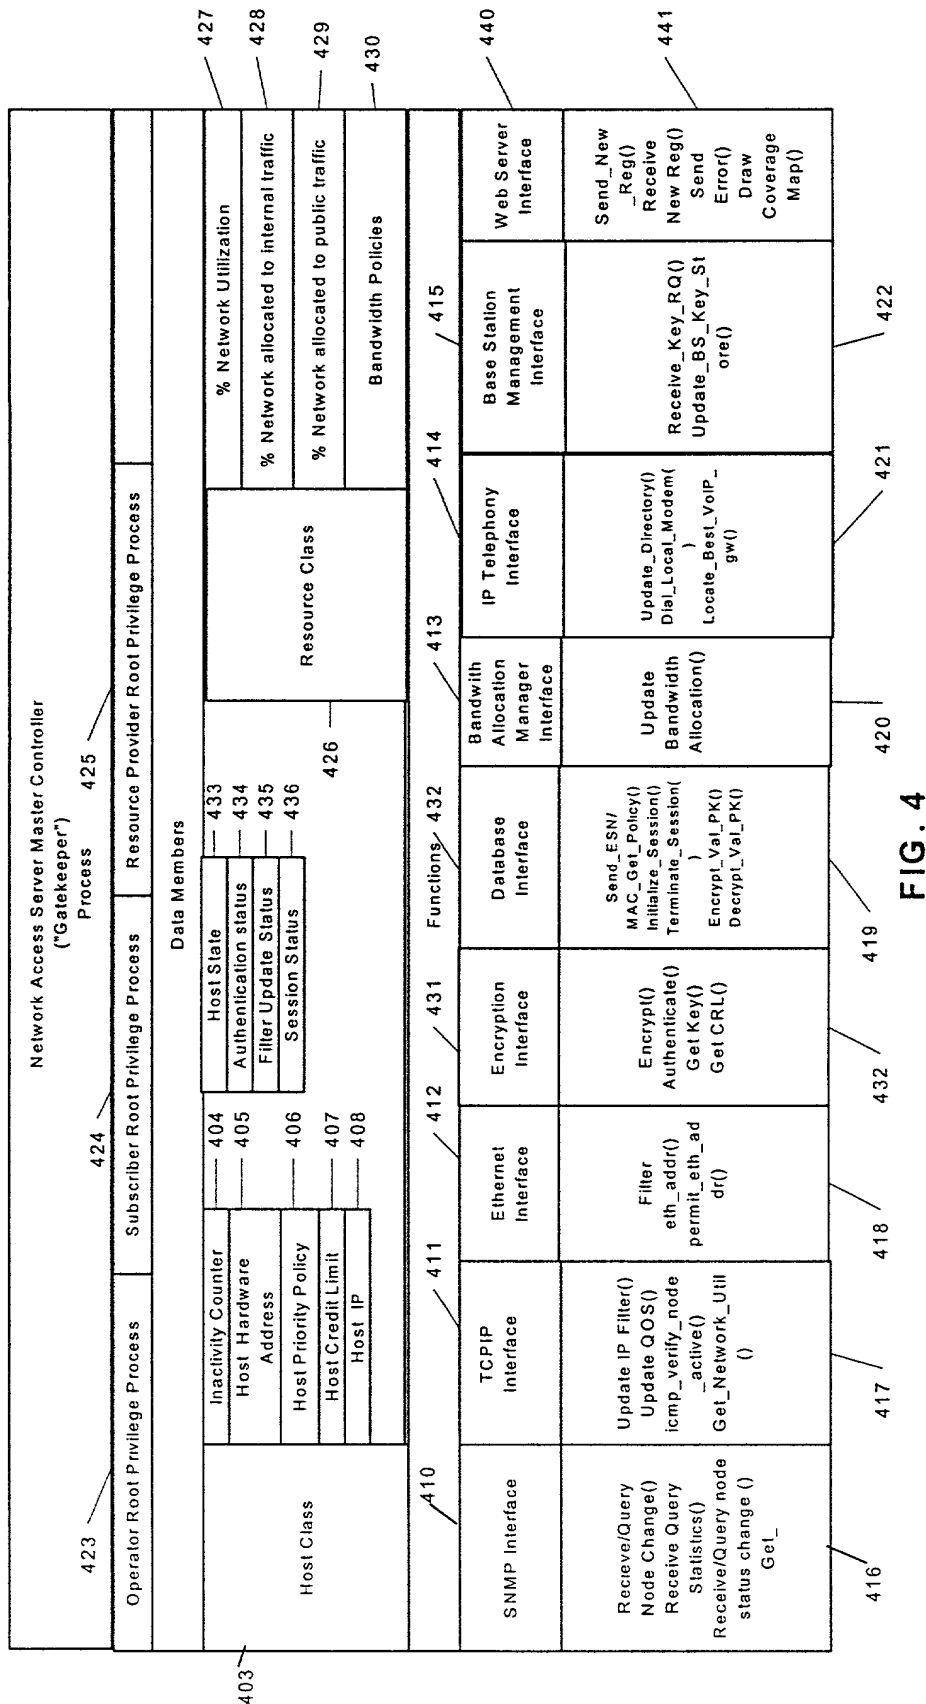 Network Access Server Master Controller
("Gatekeeper")
Process
423
424
425
Operator Root Privilege Process
Subscriber Root Privilege Process
Resource Provider Root Privilege Process
Data Members
403
Host Class
Inactivity Counter
404
Host Hardware
Address
405
Host Priority Policy
406
Host Credit Limit
407
Host IP
408
Host State
433
Authentication status
434
Filter Update Status
435
Session Status
436
426
Resource Class
% Network Utilization
427
% Network allocated to internal traffic
428
% Network allocated to public traffic
429
Bandwidth Policies
430
Functions
410
411
412
431
432
413
414
415
440
SNMP Interface
TCPIP
Interface
Ethernet
Interface
Encryption
Interface
Database
Interface
Bandwith
Allocation
Manager
Interface
IP Telephony
Interface
Base Station
Management
Interface
Web Server
Interface
Recieve/Query
Node Change()
Receive Query
Statistics()
Receive/Query node
status change ()
Get_
Update IP Filter()
Update QOS()
icmp_verify_node
_active()
Get_Network_Util
()
Filter
eth_addr()
permit_eth_ad
dr()
Encrypt()
Authenticate()
Get Key()
Get CRL()
Send_ESN/
MAC_Get_Policy()
Initialize_Session()
Terminate_Session(
)
Encrypt_Val_PK()
Decrypt_Val_PK()
Update
Bandwidth
Allocation()
Update_Directory()
Dial_Local_Modem(
)
Locate_Best_VoIP_
gw()
Receive_Key_RQ()
Update_BS_Key_St
ore()
Send_New
_Reg()
Receive
New Reg()
Send
Error()
Draw
Coverage
Map()
441
416
417
418
432
419
420
421
422
FIG. 4